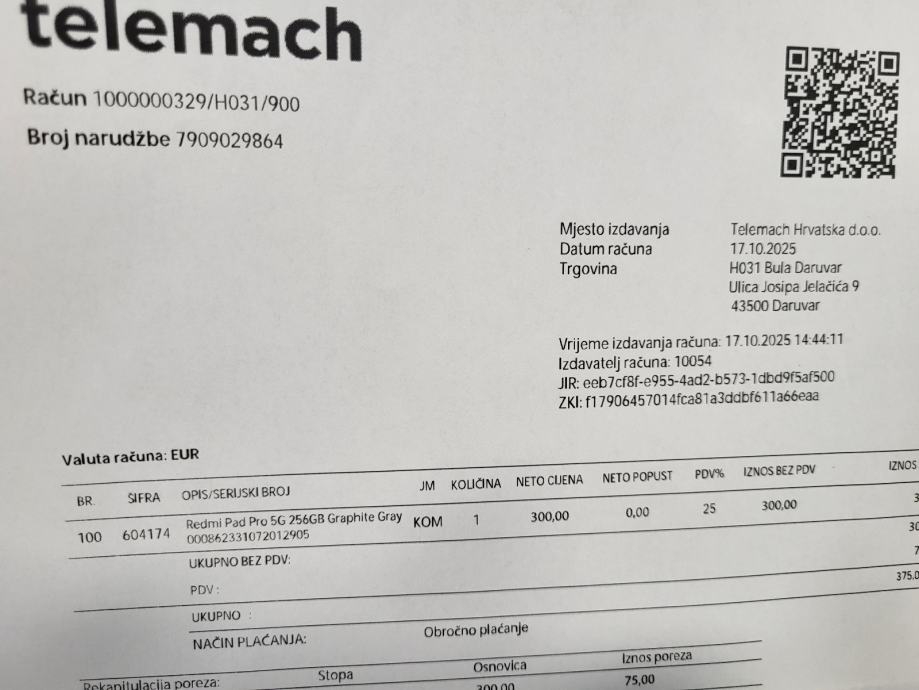 telemach
Račun 1000000329/H031/900
Broj narudžbe 7909029864
Mjesto izdavanja Telemach Hrvatska d.o.o.
Datum računa 17.10.2025
Trgovina H031 Bula Daruvar
Ulica Josipa Jelačića 9
43500 Daruvar
Vrijeme izdavanja računa: 17.10.2025 14:44:11
Izdavatelj računa: 10054
JIR: eeb7cf8f-e955-4ad2-b573-1dbd9f5af500
ZKI: f17906457014fca81a3ddbf611a66eaa
Valuta računa: EUR
BR. ŠIFRA OPIS/SERIJSKI BROJ JM KOLIČINA NETO CIJENA NETO POPUST PDV% IZNOS BEZ PDV IZNOS
100 604174 Redmi Pad Pro 5G 256GB Graphite Gray KOM 1 300,00 0,00 25 300,00 3
000862331072012905
UKUPNO BEZ PDV: 30
PDV : 7
UKUPNO : 375,0
NAČIN PLAĆANJA: Obročno plaćanje
Rekapitulacija poreza: Stopa Osnovica Iznos poreza
300,00 75,00